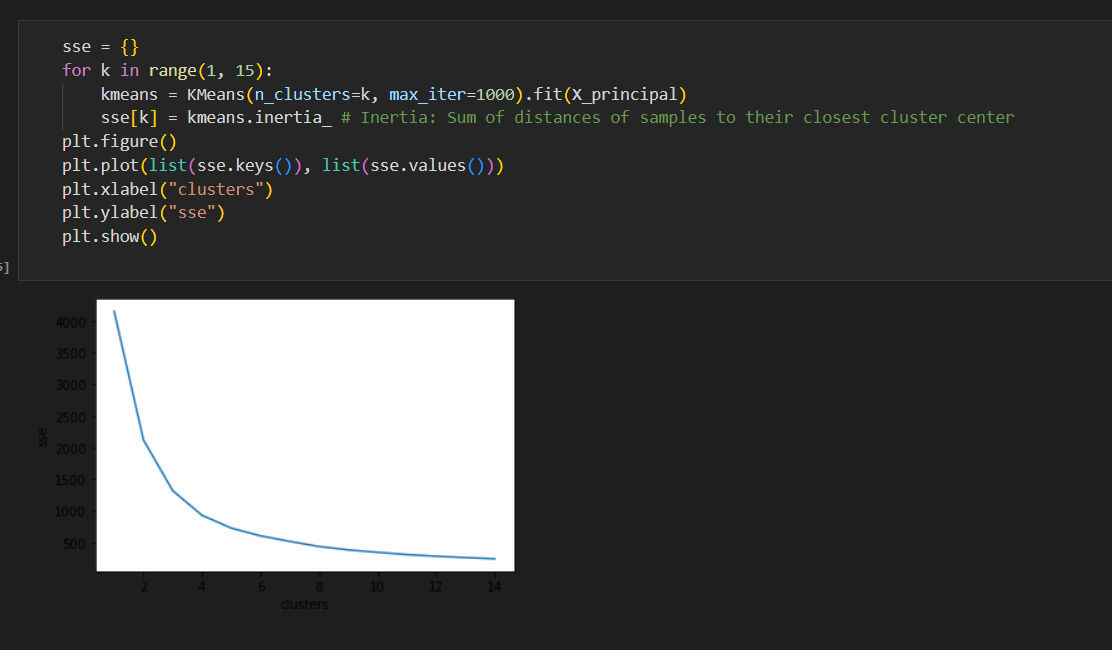 sse = {}
for k in range(1, 15):
    kmeans = KMeans(n_clusters=k, max_iter=1000).fit(X_principal)
    sse[k] = kmeans.inertia_ # Inertia: Sum of distances of samples to their closest cluster center
plt.figure()
plt.plot(list(sse.keys()), list(sse.values()))
plt.xlabel("clusters")
plt.ylabel("sse")
plt.show()
]
4000
3500
3000
2500
2000
1500
1000
500
sse
2 4 6 8 10 12 14
clusters